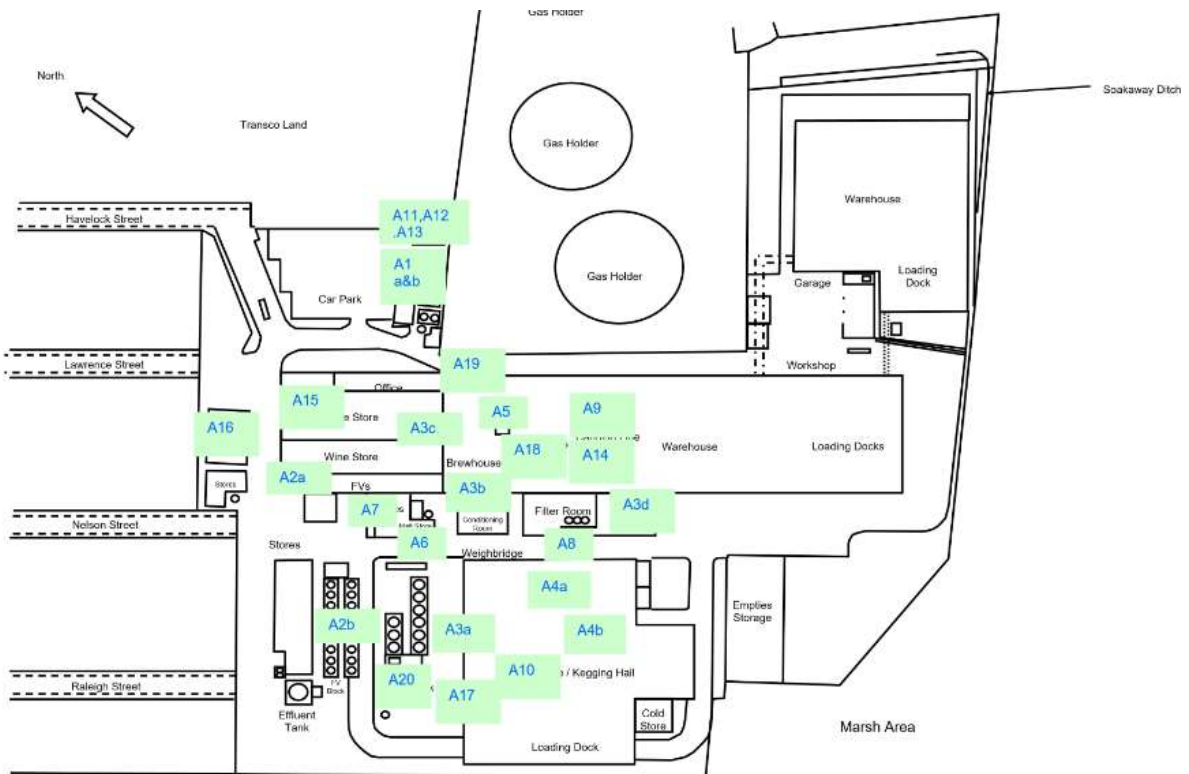 Gas Holder
North
Soakaway Ditch
Transco Land
Gas Holder
Warehouse
A11,A12
,A13
Havelock Street
A1
a&b
Gas Holder
Loading
Dock
Garage
Car Park
Lawrence Street
A19
Workshop
Office
A15
Store
A5
A9
A16
A3c
A18
A14
Warehouse
Loading Docks
Wine Store
Brewhouse
A2a
Stores
FVs
A3b
A7
A3d
Filter Room
Conditioning
Room
Nelson Street
Stores
A6
A8
Weighbridge
A4a
Empties
Storage
A2b
A3a
A4b
A10
/ Kegging Hall
Raleigh Street
A20
FV
Block
A17
Effluent
Tank
Cold
Store
Marsh Area
Loading Dock